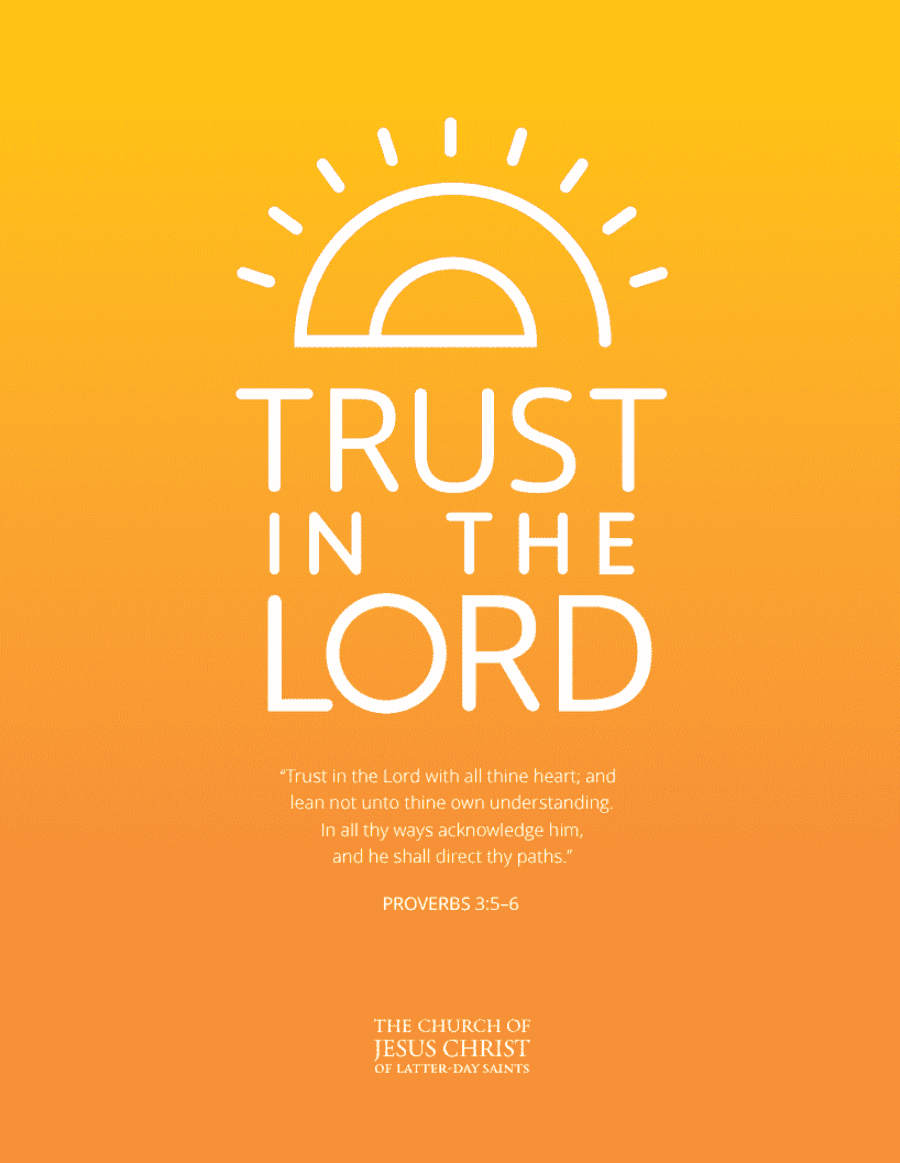 TRUST
IN THE
LORD
“Trust in the Lord with all thine heart; and
lean not unto thine own understanding.
In all thy ways acknowledge him,
and he shall direct thy paths.”
PROVERBS 3:5–6
THE CHURCH OF
JESUS CHRIST
OF LATTER-DAY SAINTS